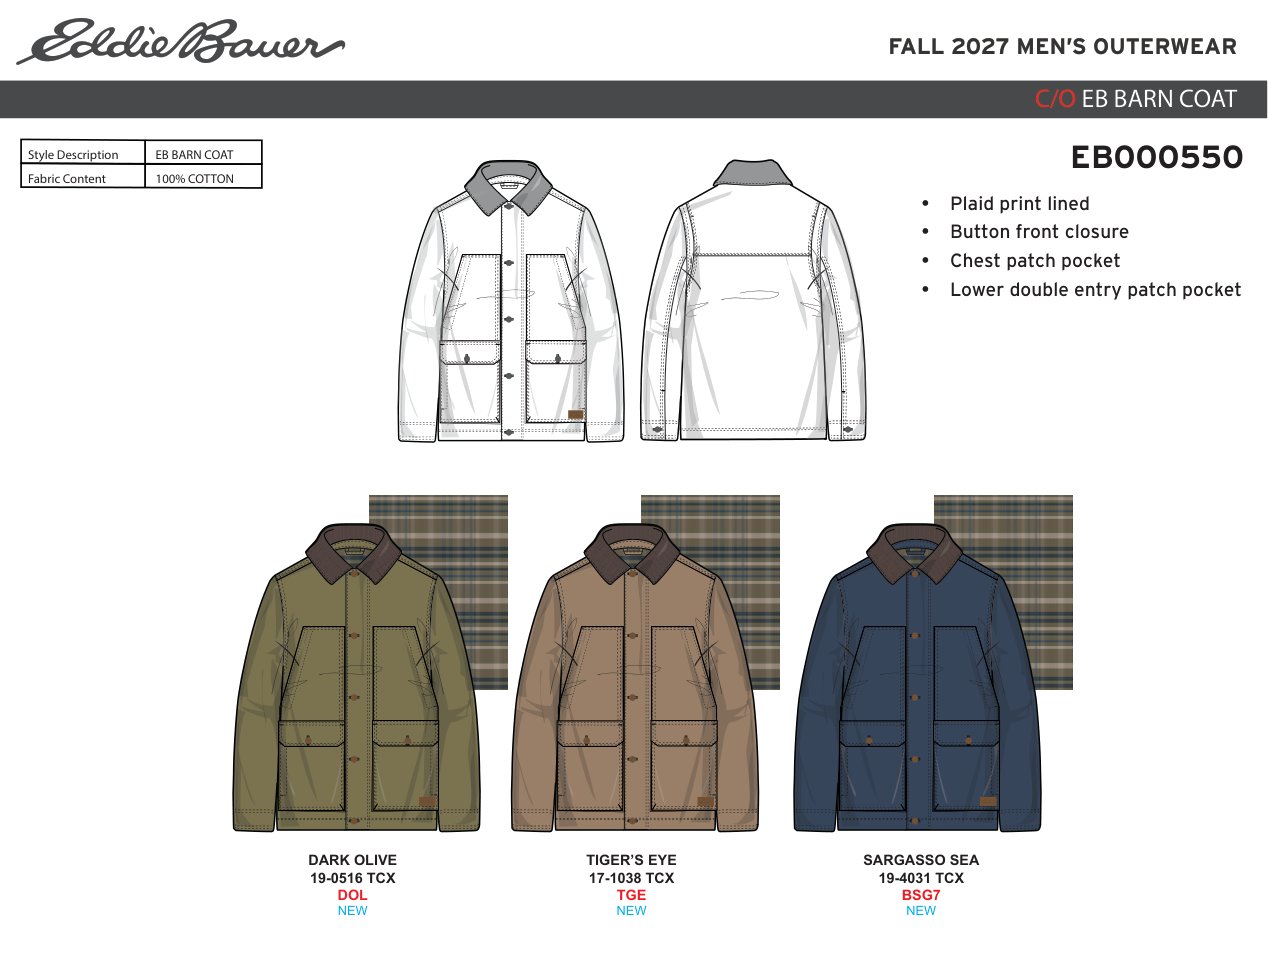 Eddie Bauer
FALL 2027 MEN'S OUTERWEAR
C/O EB BARN COAT
Style Description EB BARN COAT
Fabric Content 100% COTTON
EB000550
• Plaid print lined
• Button front closure
• Chest patch pocket
• Lower double entry patch pocket
DARK OLIVE
19-0516 TCX
DOL
NEW
TIGER'S EYE
17-1038 TCX
TGE
NEW
SARGASSO SEA
19-4031 TCX
BSG7
NEW